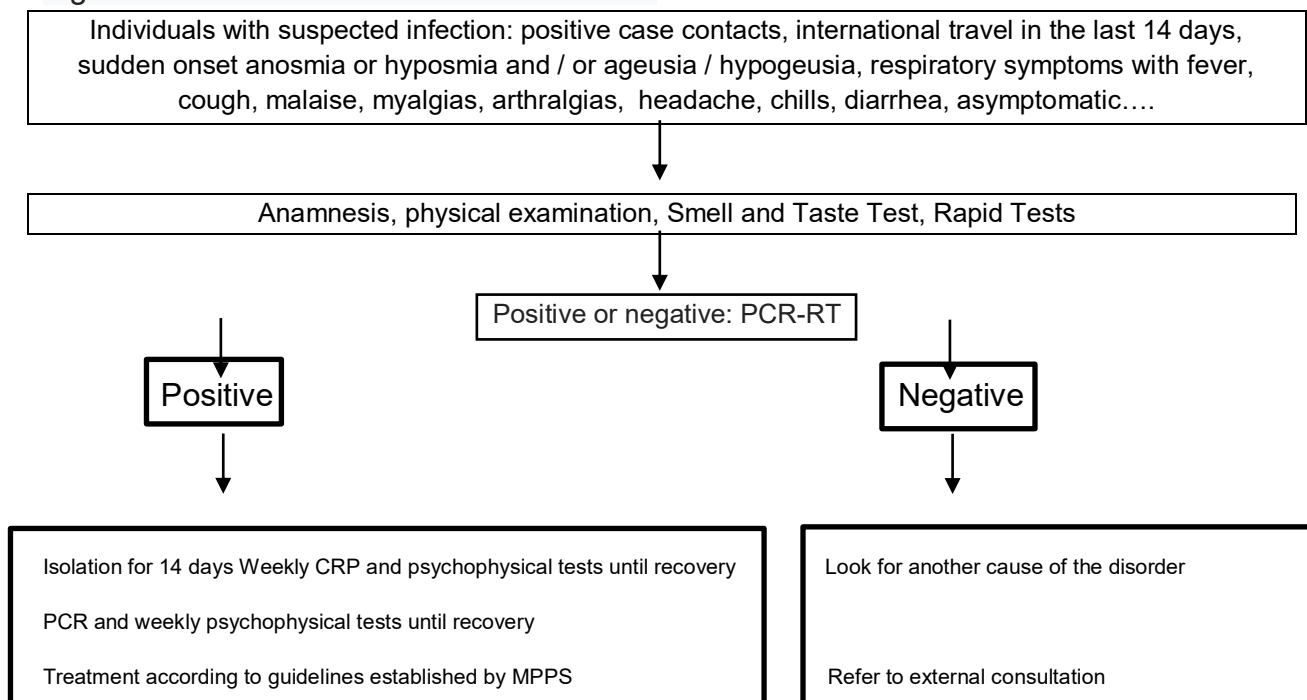 Individuals with suspected infection: positive case contacts, international travel in the last 14 days,
sudden onset anosmia or hyposmia and / or ageusia / hypogeusia, respiratory symptoms with fever,
cough, malaise, myalgias, arthralgias, headache, chills, diarrhea, asymptomatic….
Anamnesis, physical examination, Smell and Taste Test, Rapid Tests
Positive or negative: PCR-RT
Positive
Negative
Isolation for 14 days Weekly CRP and psychophysical tests until recovery
PCR and weekly psychophysical tests until recovery
Treatment according to guidelines established by MPPS
Look for another cause of the disorder
Refer to external consultation